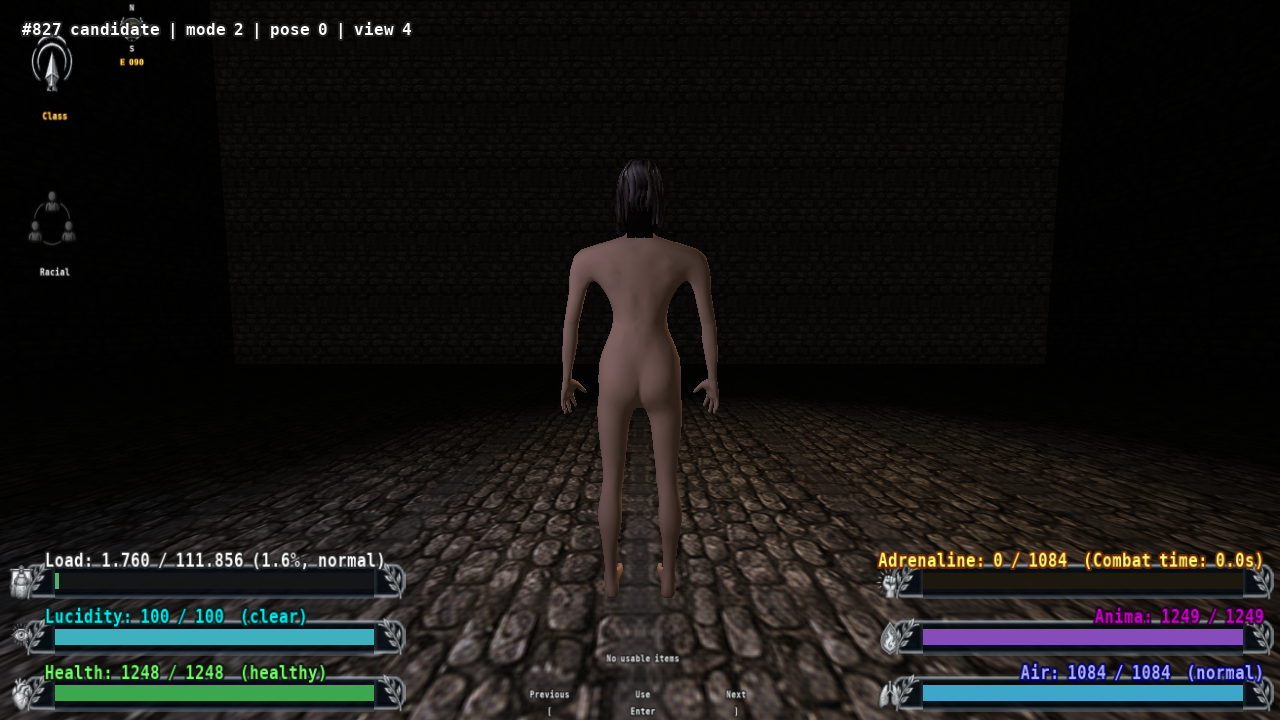 N
#827 candidate | mode 2 | pose 0 | view 4
S
E 090
Class
Racial
Load: 1.760 / 111.856 (1.6%, normal)
Adrenaline: 0 / 1084 (Combat time: 0.0s)
Lucidity: 100 / 100 (clear)
Anima: 1249 / 1249
No usable items
Health: 1248 / 1248 (healthy)
Air: 1084 / 1084 (normal)
Previous Use Next
[ Enter ]